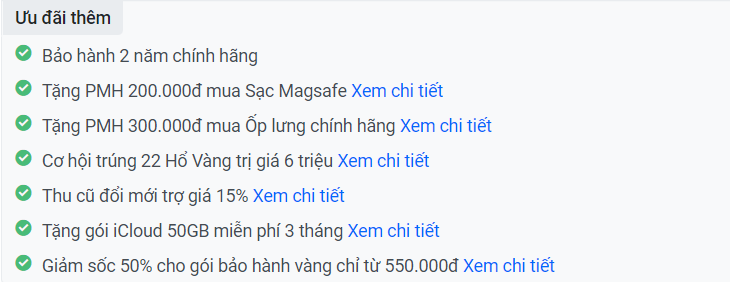 Ưu đãi thêm
Bảo hành 2 năm chính hãng
Tặng PMH 200.000đ mua Sạc Magsafe Xem chi tiết
Tặng PMH 300.000đ mua Ốp lưng chính hãng Xem chi tiết
Cơ hội trúng 22 Hổ Vàng trị giá 6 triệu Xem chi tiết
Thu cũ đổi mới trợ giá 15% Xem chi tiết
Tặng gói iCloud 50GB miễn phí 3 tháng Xem chi tiết
Giảm sốc 50% cho gói bảo hành vàng chỉ từ 550.000đ Xem chi tiết